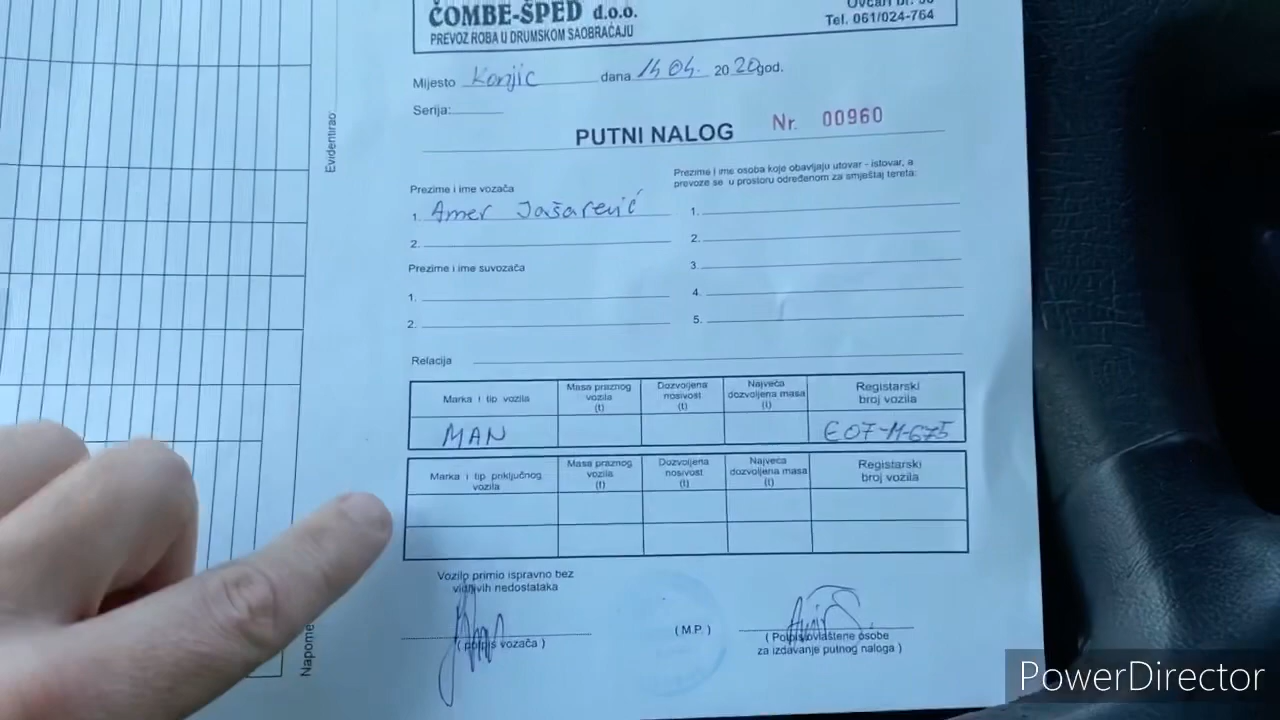 ČOMBE-ŠPED d.o.o.
PREVOZ ROBA U DRUMSKOM SAOBRAĆAJU
Ovčari br. 
Tel. 061/024-764
Mjesto Konjic dana 14 04. 2020 god.
Serija:
PUTNI NALOG Nr. 00960
Evidentirao
Prezime i ime vozača
1. Amer Jašarević
2.
Prezime i ime suvozača
1.
2.
Prezime i ime osoba koje obavljaju utovar - istovar, a
prevoze se u prostoru određenom za smještaj tereta:
1.
2.
3.
4.
5.
Relacija
Marka i tip vozila
Masa praznog vozila (t)
Dozvoljena nosivost (t)
Najveća dozvoljena masa (t)
Registarski broj vozila
MAN
E07-M-675
Marka i tip priključnog vozila
Masa praznog vozila (t)
Dozvoljena nosivost (t)
Najveća dozvoljena masa (t)
Registarski broj vozila
Vozilo primio ispravno bez
vidnivih nedostataka
( potpis vozača )
( M.P. )
( Potpis ovlaštene osobe
za izdavanje putnog naloga )
Napome
PowerDirector